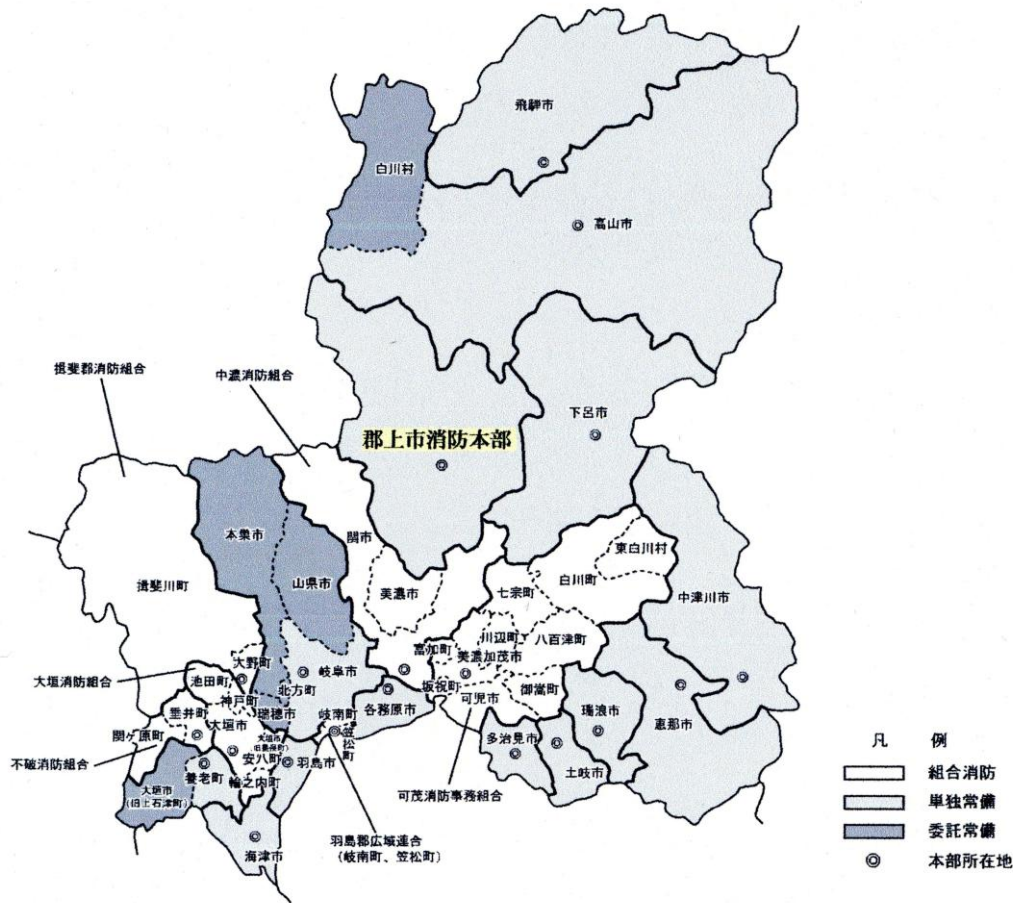 飛騨市
白川村
高山市
揖斐郡消防組合
中濃消防組合
下呂市
郡上市消防本部
本巣市
関市
東白川村
山県市
揖斐川町
美濃市
七宗町
白川町
中津川市
川辺町
八百津町
富加町
美濃加茂市
大野町
岐阜市
大垣消防組合
池田町
北方町
坂祝町
御嵩町
神戸町
可児市
瑞穂市
各務原市
岐南町
垂井町
大垣市
瑞浪市
恵那市
笠松町
関ヶ原町
多治見市
安八町
羽島市
不破消防組合
養老町
輪之内町
土岐市
大垣市
(旧上石津町)
可茂消防事務組合
羽島郡広域連合
(岐南町、笠松町)
海津市
凡 例
組合消防
単独常備
委託常備
本部所在地